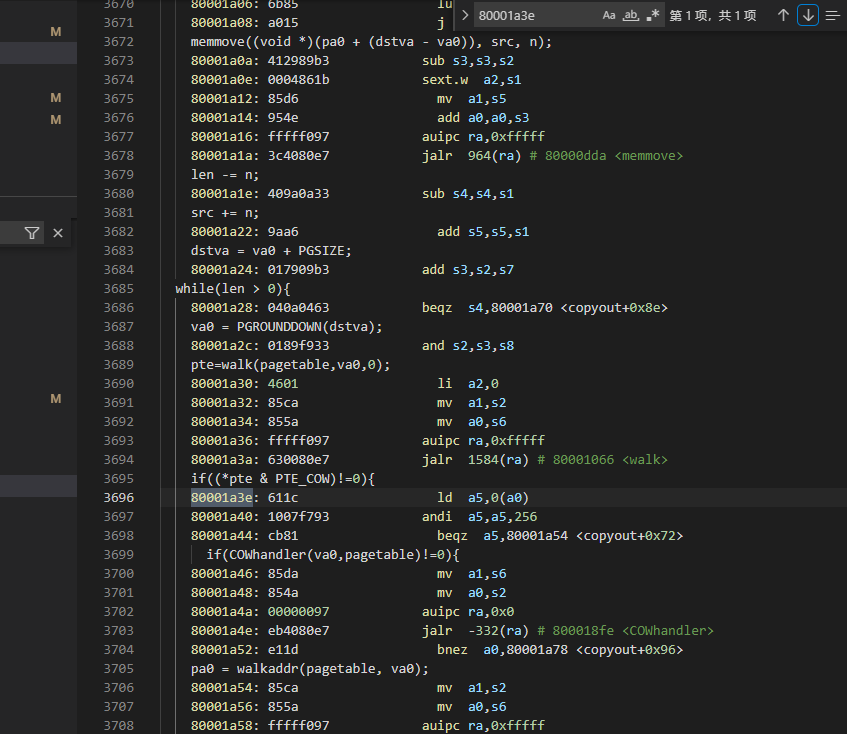 80001a3e Aa ab .* 第 1 项，共 1 项
3670 80001a06: 6b85
3671 80001a08: a015 j
3672 memmove((void *)(pa0 + (dstva - va0)), src, n);
3673 80001a0a: 412989b3 sub s3,s3,s2
3674 80001a0e: 0004861b sext.w a2,s1
3675 80001a12: 85d6 mv a1,s5
3676 80001a14: 954e add a0,a0,s3
3677 80001a16: fffff097 auipc ra,0xfffff
3678 80001a1a: 3c4080e7 jalr 964(ra) # 80000dda <memmove>
3679 len -= n;
3680 80001a1e: 409a0a33 sub s4,s4,s1
3681 src += n;
3682 80001a22: 9aa6 add s5,s5,s1
3683 dstva = va0 + PGSIZE;
3684 80001a24: 017909b3 add s3,s2,s7
3685 while(len > 0){
3686 80001a28: 040a0463 beqz s4,80001a70 <copyout+0x8e>
3687 va0 = PGROUNDDOWN(dstva);
3688 80001a2c: 0189f933 and s2,s3,s8
3689 pte=walk(pagetable,va0,0);
3690 80001a30: 4601 li a2,0
3691 80001a32: 85ca mv a1,s2
3692 80001a34: 855a mv a0,s6
3693 80001a36: fffff097 auipc ra,0xfffff
3694 80001a3a: 630080e7 jalr 1584(ra) # 80001066 <walk>
3695 if((*pte & PTE_COW)!=0){
3696 80001a3e: 611c ld a5,0(a0)
3697 80001a40: 1007f793 andi a5,a5,256
3698 80001a44: cb81 beqz a5,80001a54 <copyout+0x72>
3699 if(COWhandler(va0,pagetable)!=0){
3700 80001a46: 85da mv a1,s6
3701 80001a48: 854a mv a0,s2
3702 80001a4a: 00000097 auipc ra,0x0
3703 80001a4e: eb4080e7 jalr -332(ra) # 800018fe <COWhandler>
3704 80001a52: e11d bnez a0,80001a78 <copyout+0x96>
3705 pa0 = walkaddr(pagetable, va0);
3706 80001a54: 85ca mv a1,s2
3707 80001a56: 855a mv a0,s6
3708 80001a58: fffff097 auipc ra,0xfffff
M
M
M
M